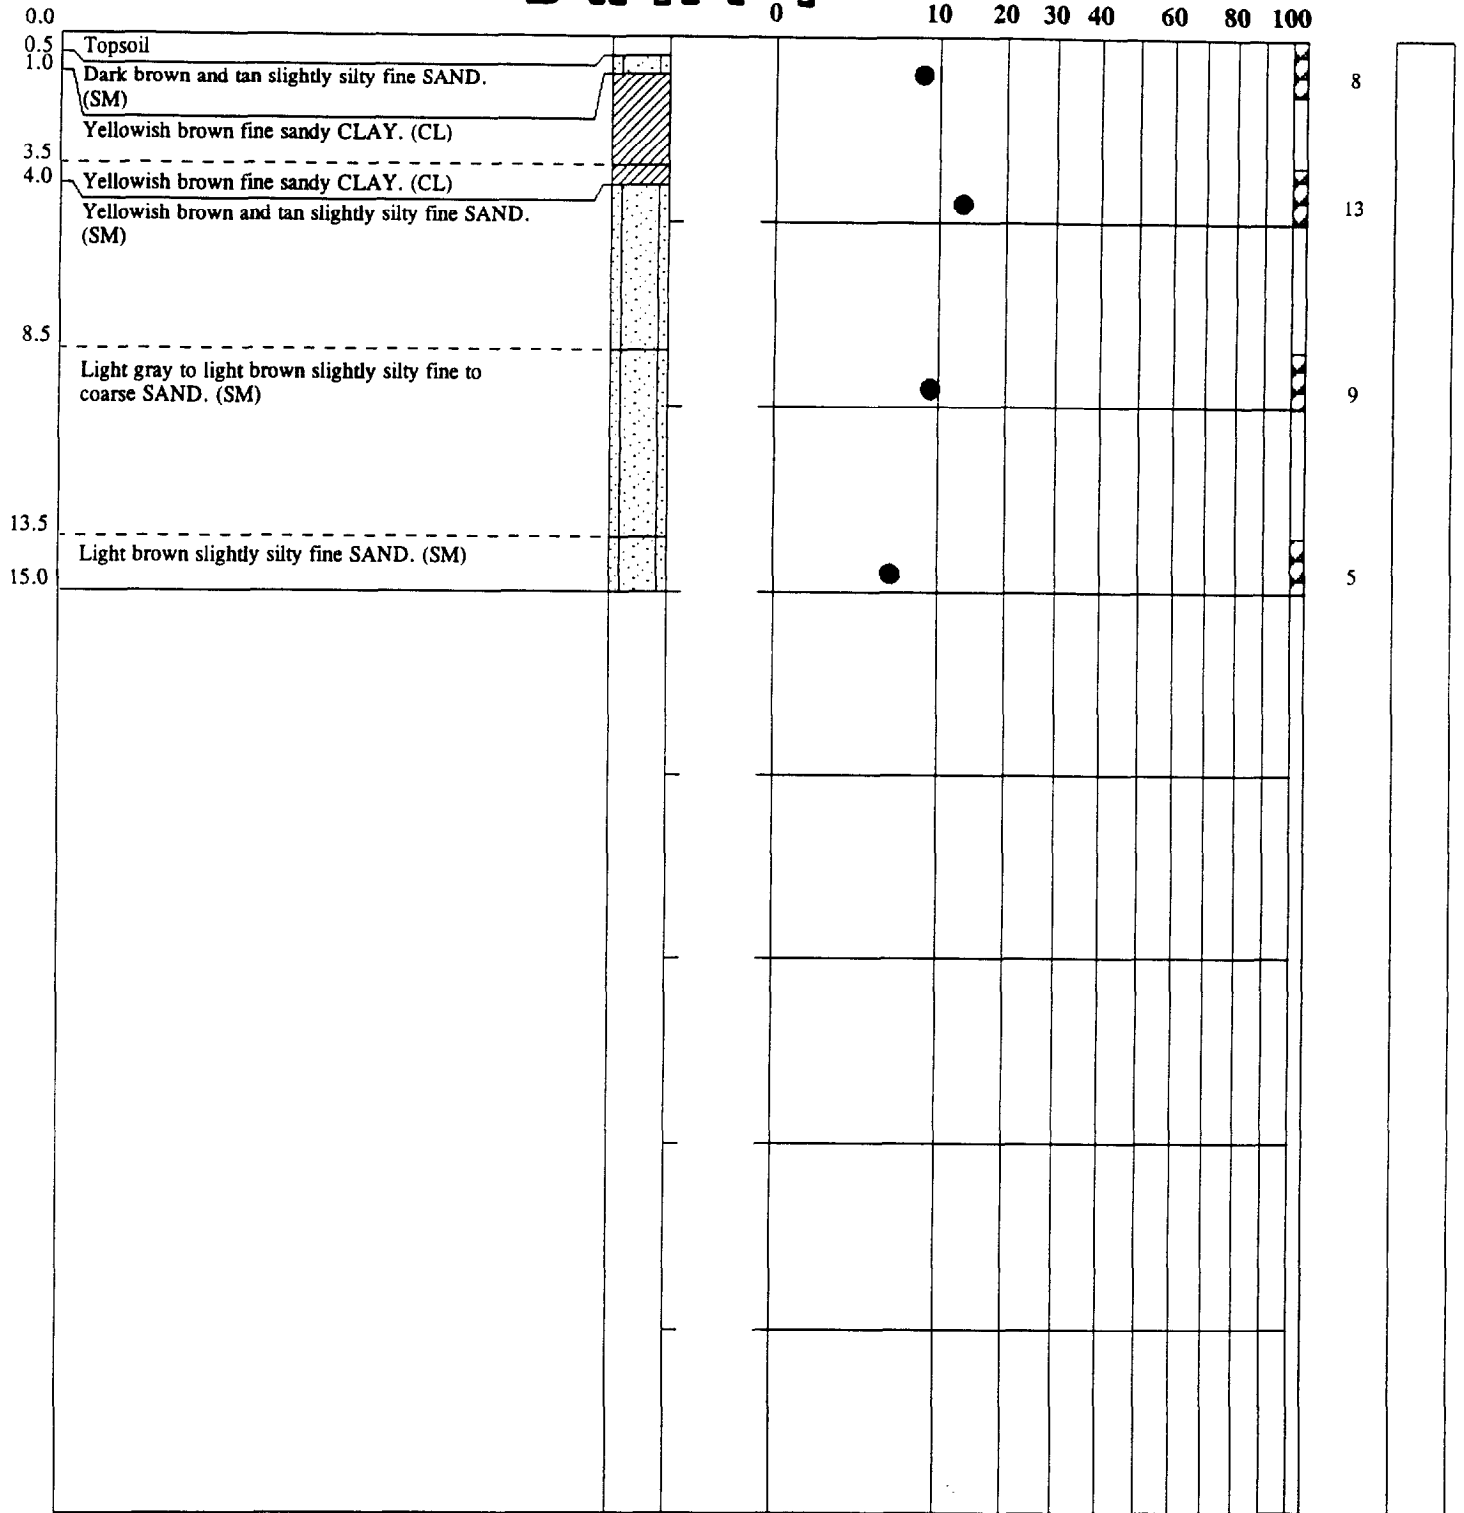 0 10 20 30 40 60 80 100
0.0
0.5 Topsoil
1.0 Dark brown and tan slightly silty fine SAND.
(SM)
8
Yellowish brown fine sandy CLAY. (CL)
3.5
4.0 Yellowish brown fine sandy CLAY. (CL)
Yellowish brown and tan slightly silty fine SAND.
(SM)
13
8.5
Light gray to light brown slightly silty fine to
coarse SAND. (SM)
9
13.5
Light brown slightly silty fine SAND. (SM)
15.0
5